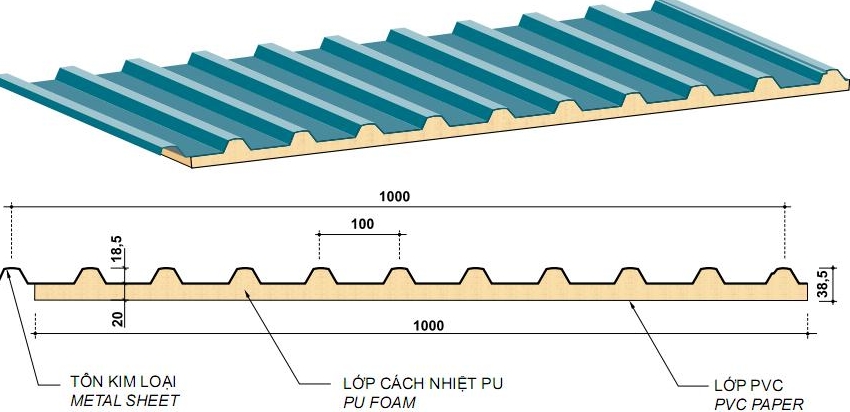 1000
100
18,5
38,5
20
1000
TÔN KIM LOẠI
METAL SHEET
LỚP CÁCH NHIỆT PU
PU FOAM
LỚP PVC
PVC PAPER